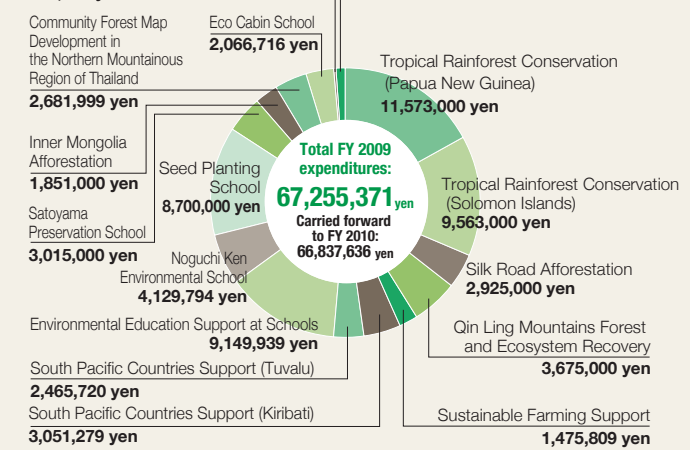 Community Forest Map
Development in
the Northern Mountainous
Region of Thailand
2,681,999 yen
Eco Cabin School
2,066,716 yen
Tropical Rainforest Conservation
(Papua New Guinea)
11,573,000 yen
Inner Mongolia
Afforestation
1,851,000 yen
Satoyama
Preservation School
3,015,000 yen
Seed Planting
School
8,700,000 yen
Total FY 2009
expenditures:
67,255,371 yen
Carried forward
to FY 2010:
66,837,636 yen
Tropical Rainforest Conservation
(Solomon Islands)
9,563,000 yen
Noguchi Ken
Environmental School
4,129,794 yen
Silk Road Afforestation
2,925,000 yen
Environmental Education Support at Schools
9,149,939 yen
Qin Ling Mountains Forest
and Ecosystem Recovery
3,675,000 yen
South Pacific Countries Support (Tuvalu)
2,465,720 yen
South Pacific Countries Support (Kiribati)
3,051,279 yen
Sustainable Farming Support
1,475,809 yen